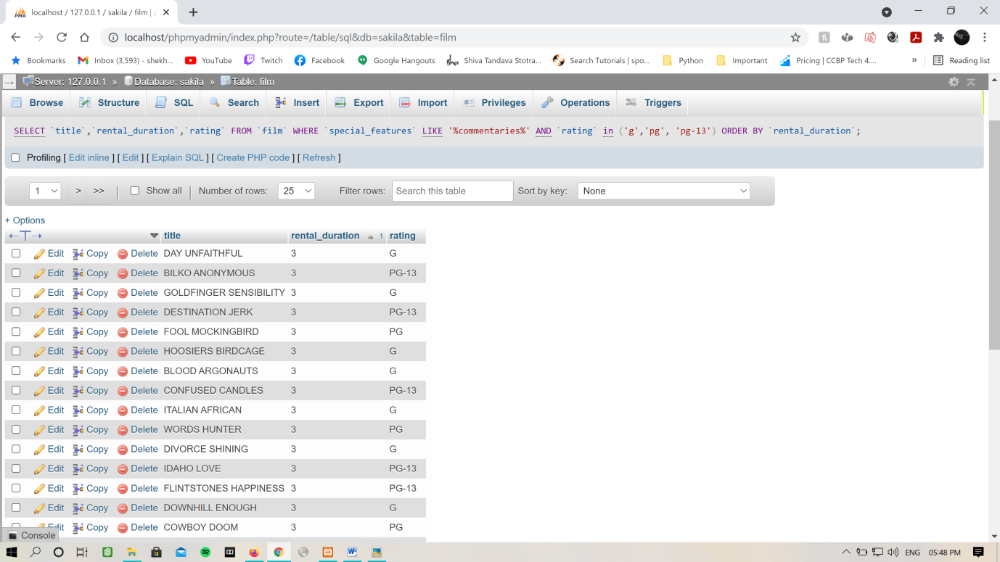 localhost / 127.0.0.1 / sakila / film |
localhost/phpmyadmin/index.php?route=/table/sql&db=sakila&table=film
Bookmarks Inbox (3,593) - shekh... YouTube Twitch Facebook Google Hangouts Shiva Tandava Stotra... Search Tutorials | spo... Python Important Pricing | CCBP Tech 4.... » Reading list
Server: 127.0.0.1 » Database: sakila » Table: film
Browse Structure SQL Search Insert Export Import Privileges Operations Triggers
SELECT `title`,`rental_duration`,`rating` FROM `film` WHERE `special_features` LIKE '%commentaries%' AND `rating` in ('g','pg', 'pg-13') ORDER BY `rental_duration`;
Profiling [ Edit inline ] [ Edit ] [ Explain SQL ] [ Create PHP code ] [ Refresh ]
1 > >> | Show all | Number of rows: 25 Filter rows: Search this table Sort by key: None
+ Options
←T→ title rental_duration 1 rating
Edit Copy Delete DAY UNFAITHFUL 3 G
Edit Copy Delete BILKO ANONYMOUS 3 PG-13
Edit Copy Delete GOLDFINGER SENSIBILITY 3 G
Edit Copy Delete DESTINATION JERK 3 PG-13
Edit Copy Delete FOOL MOCKINGBIRD 3 PG
Edit Copy Delete HOOSIERS BIRDCAGE 3 G
Edit Copy Delete BLOOD ARGONAUTS 3 G
Edit Copy Delete CONFUSED CANDLES 3 PG-13
Edit Copy Delete ITALIAN AFRICAN 3 G
Edit Copy Delete WORDS HUNTER 3 PG
Edit Copy Delete DIVORCE SHINING 3 G
Edit Copy Delete IDAHO LOVE 3 PG-13
Edit Copy Delete FLINTSTONES HAPPINESS 3 PG-13
Edit Copy Delete DOWNHILL ENOUGH 3 G
Edit Copy Delete COWBOY DOOM 3 PG
Console
ENG 05:48 PM